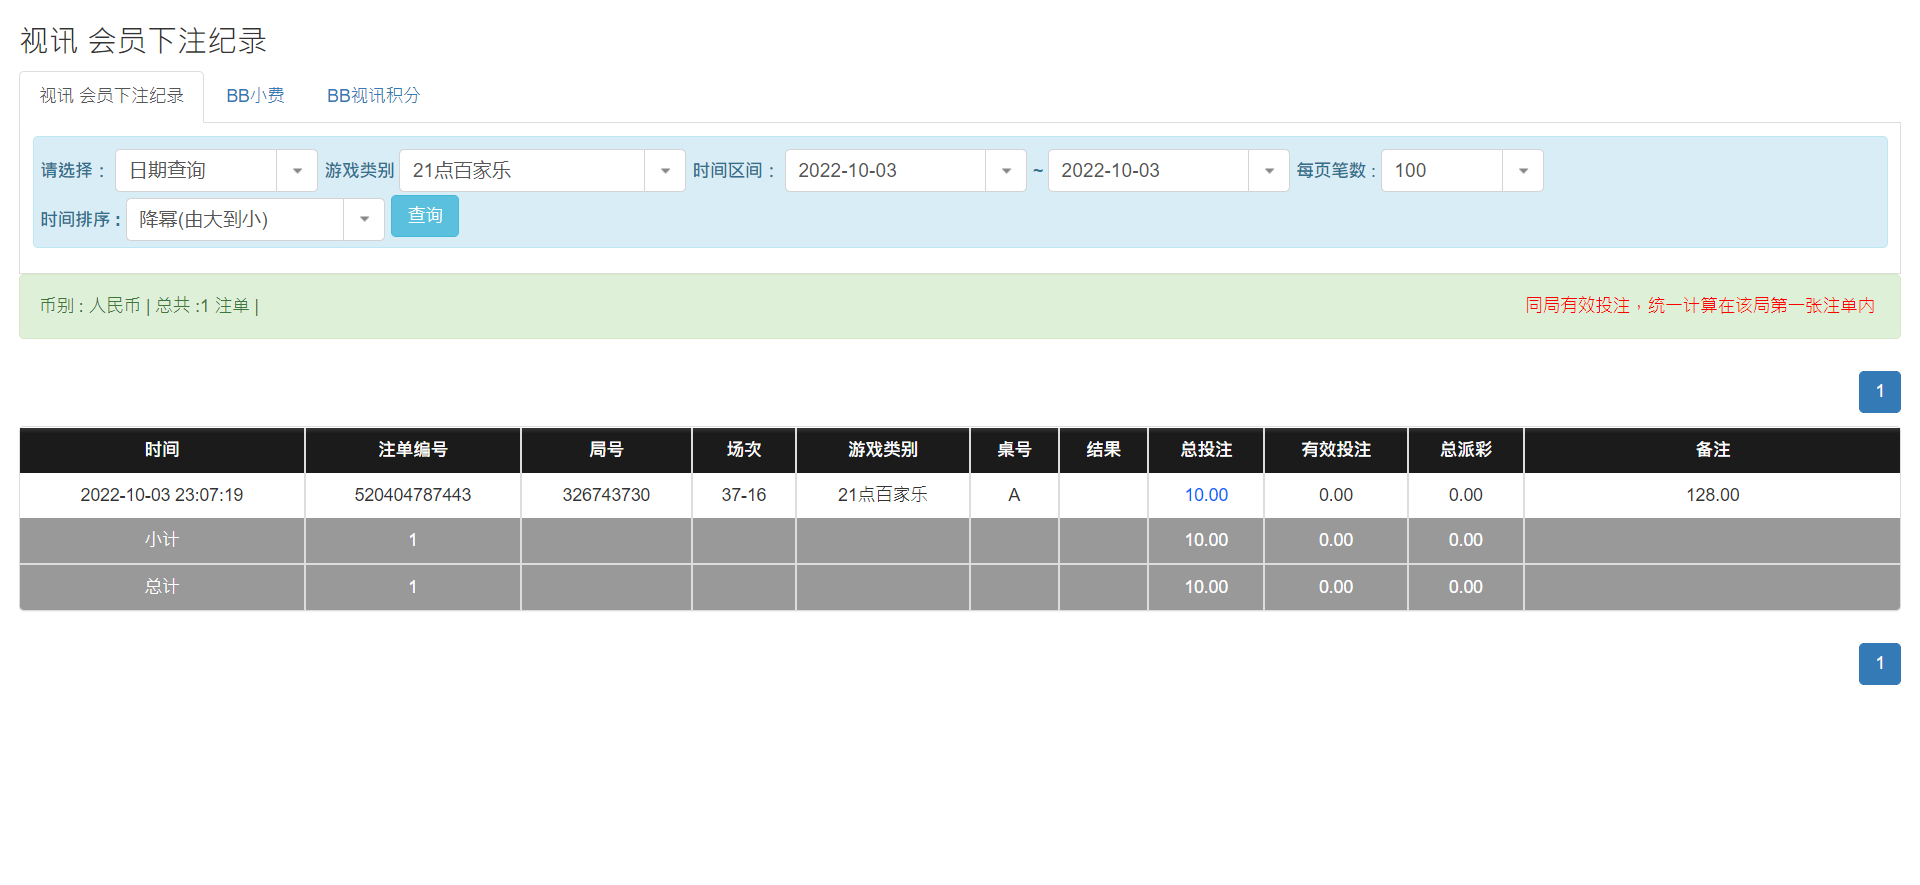 视讯 会员下注纪录
视讯 会员下注纪录 BB小费 BB视讯积分
请选择： 日期查询 游戏类别 21点百家乐 时间区间： 2022-10-03 ~ 2022-10-03 每页笔数 : 100
时间排序 : 降幂(由大到小) 查询
币别 : 人民币 | 总共 :1 注单 | 同局有效投注，统一计算在该局第一张注单内
1
时间 注单编号 局号 场次 游戏类别 桌号 结果 总投注 有效投注 总派彩 备注
2022-10-03 23:07:19 520404787443 326743730 37-16 21点百家乐 A 10.00 0.00 0.00 128.00
小计 1 10.00 0.00 0.00
总计 1 10.00 0.00 0.00
1